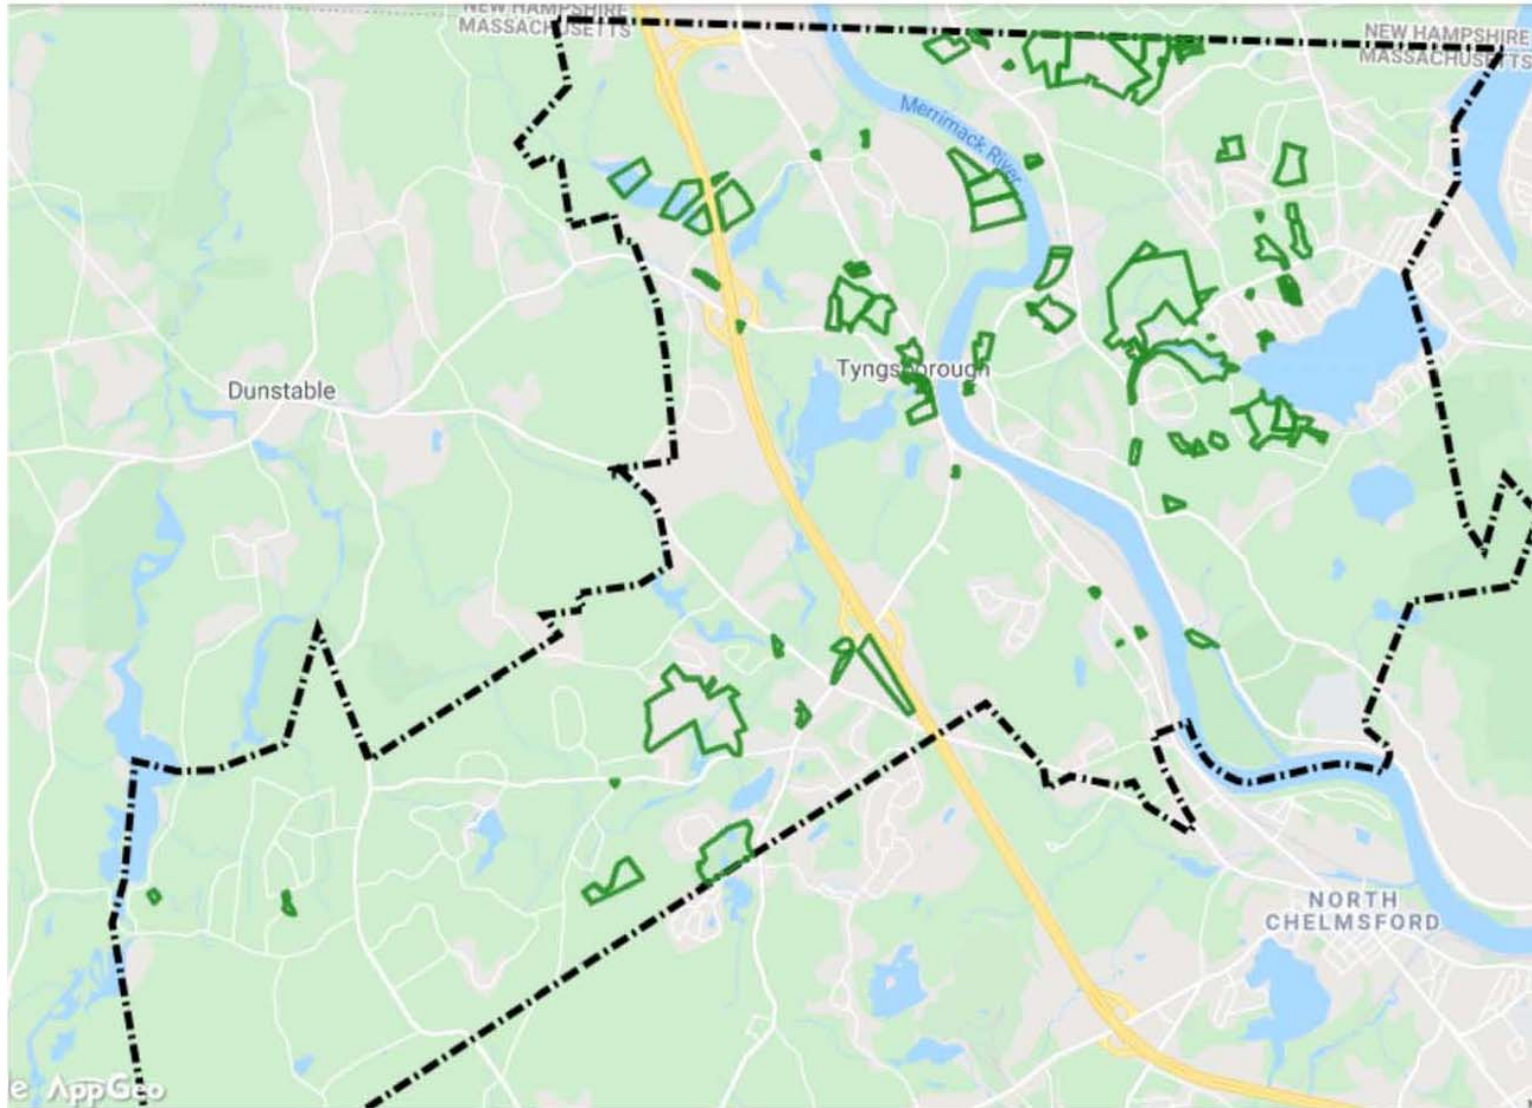 NEW HAMPSHIRE
MASSACHUSETTS
NEW HAMPSHIRE
MASSACHUSETTS
Merrimack River
Tyngsborough
Dunstable
NORTH
CHELMSFORD
e AppGeo